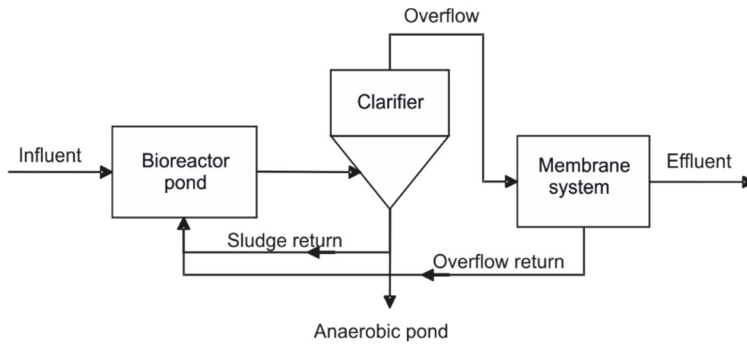 Overflow
Clarifier
Influent
Bioreactor
pond
Membrane
system
Effluent
Sludge return
Overflow return
Anaerobic pond